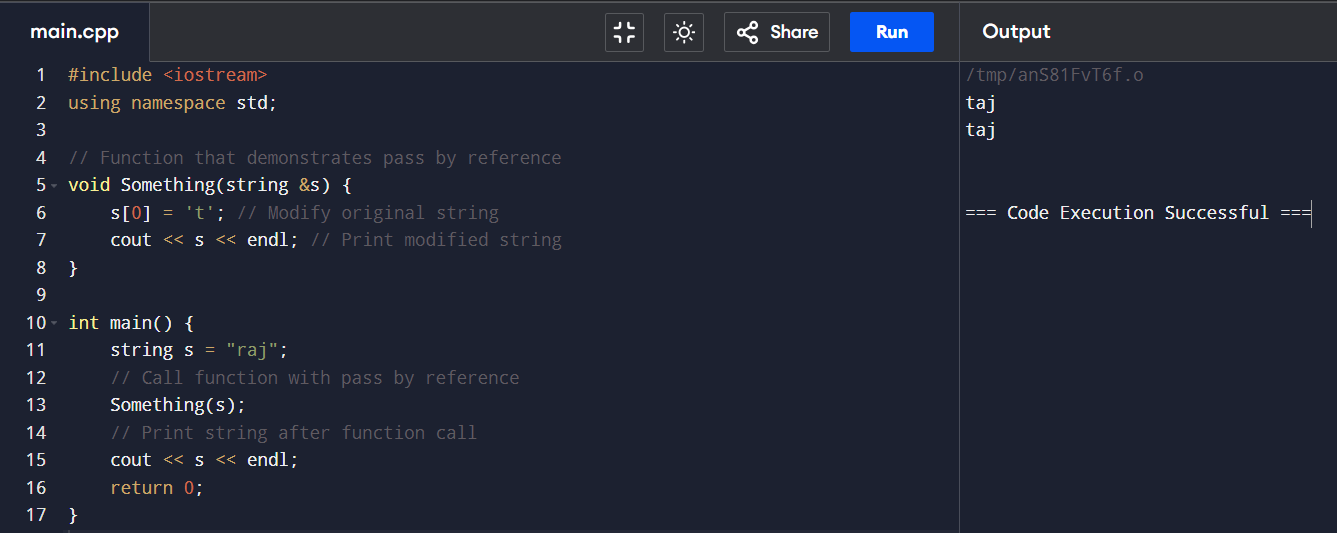 main.cpp
Share
Run
Output
1 #include <iostream>
2 using namespace std;
3
4 // Function that demonstrates pass by reference
5 void Something(string &s) {
6     s[0] = 't'; // Modify original string
7     cout << s << endl; // Print modified string
8 }
9
10 int main() {
11     string s = "raj";
12     // Call function with pass by reference
13     Something(s);
14     // Print string after function call
15     cout << s << endl;
16     return 0;
17 }
/tmp/anS81FvT6f.o
taj
taj
=== Code Execution Successful ===